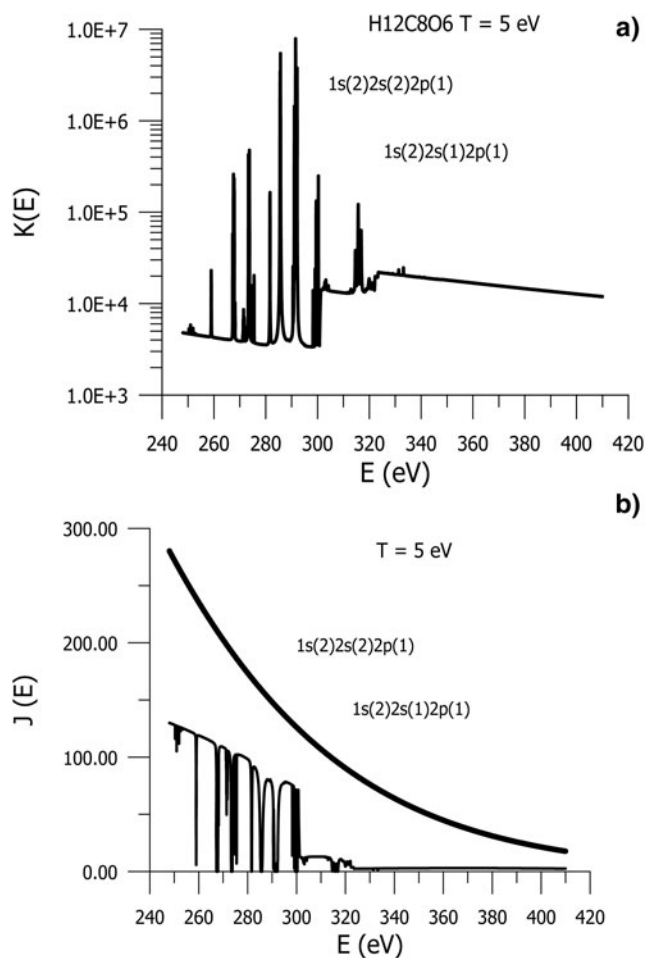 H12C8O6 T = 5 eV
a)
1.0E+7
1s(2)2s(2)2p(1)
1.0E+6
1s(2)2s(1)2p(1)
K(E)
1.0E+5
1.0E+4
1.0E+3
240 260 280 300 320 340 360 380 400 420
E (eV)
b)
300.00
T = 5 eV
1s(2)2s(2)2p(1)
200.00
J (E)
1s(2)2s(1)2p(1)
100.00
0.00
240 260 280 300 320 340 360 380 400 420
E (eV)